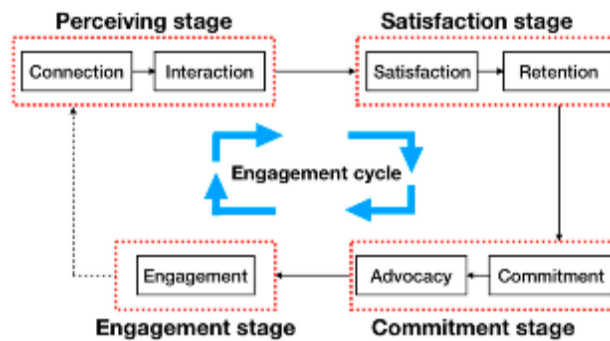 Perceiving stage
Satisfaction stage
Connection
Interaction
Satisfaction
Retention
Engagement cycle
Engagement
Advocacy
Commitment
Engagement stage
Commitment stage